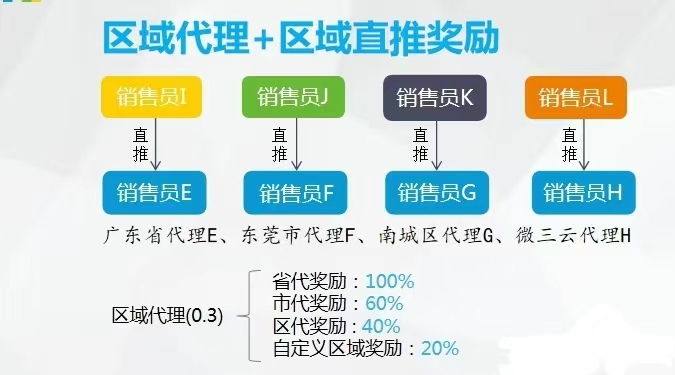 区域代理+区域直推奖励
销售员I 销售员J 销售员K 销售员L
直推 直推 直推 直推
销售员E 销售员F 销售员G 销售员H
广东省代理E、东莞市代理F、南城区代理G、微三云代理H
区域代理(0.3)
省代奖励：100%
市代奖励：60%
区代奖励：40%
自定义区域奖励：20%